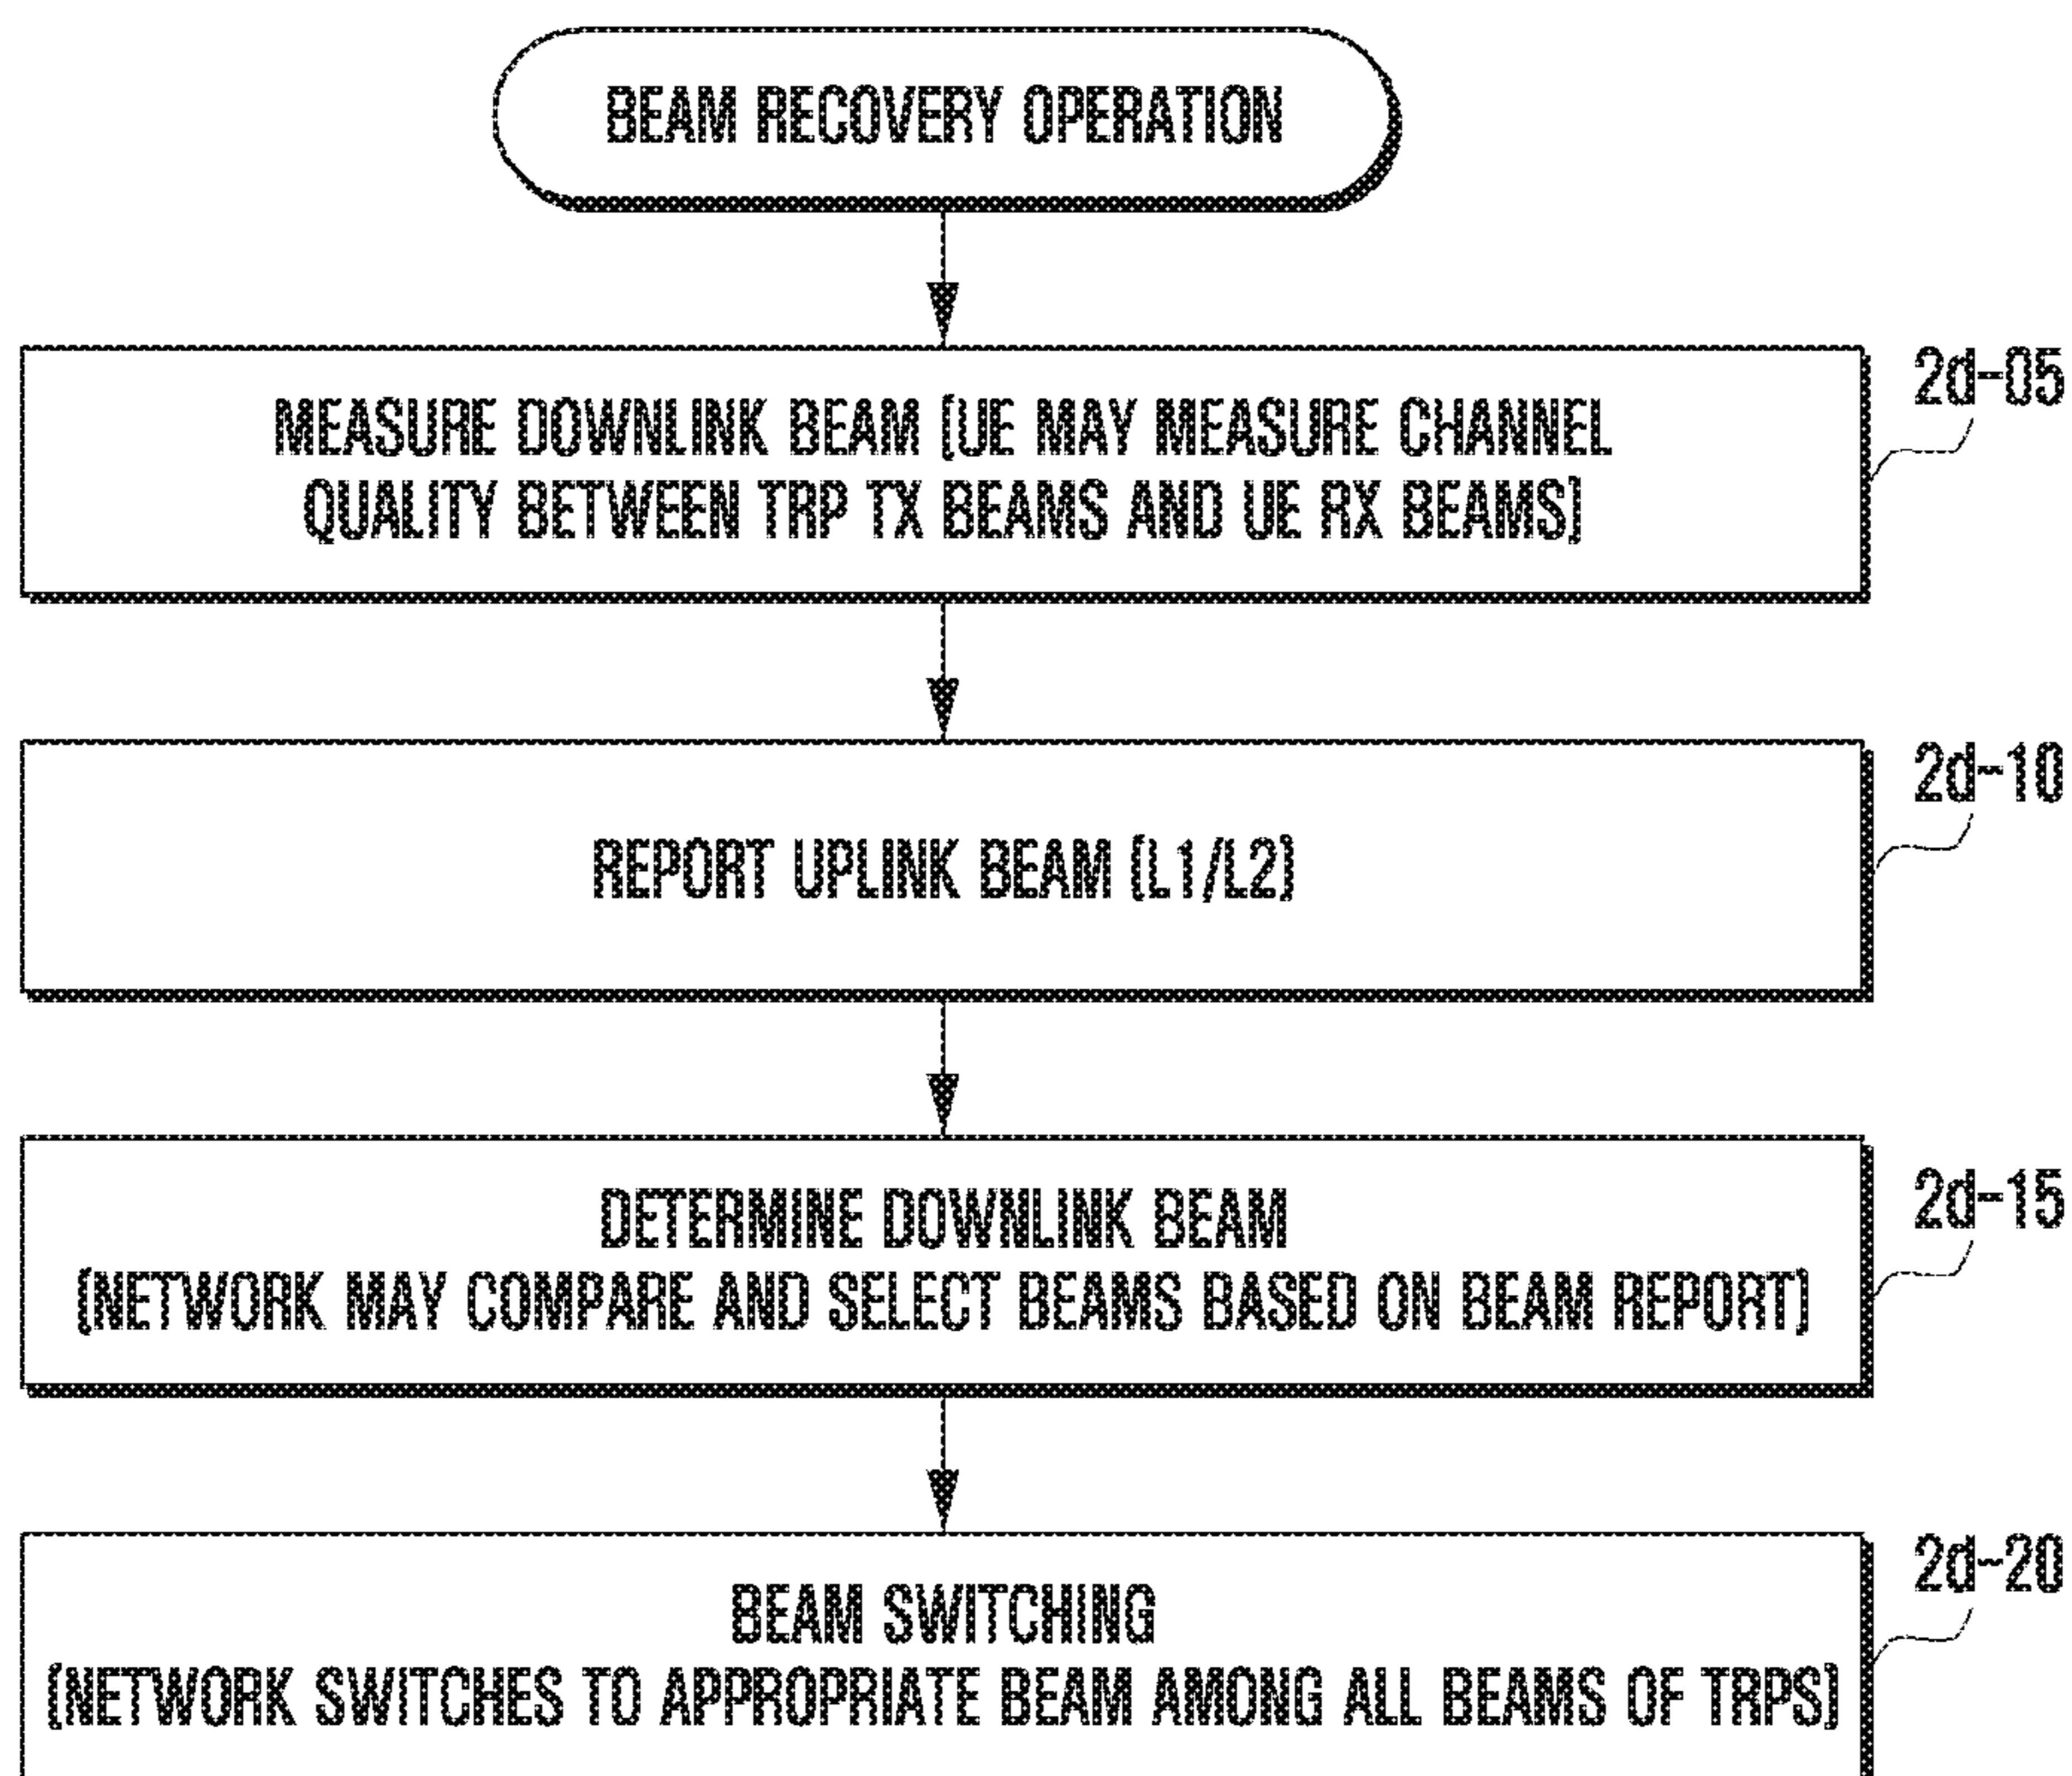 BEAM RECOVERY OPERATION
MEASURE DOWNLINK BEAM (UE MAY MEASURE CHANNEL
QUALITY BETWEEN TRP TX BEAMS AND UE RX BEAMS)
2d-05
REPORT UPLINK BEAM (L1/L2)
2d-10
DETERMINE DOWNLINK BEAM
(NETWORK MAY COMPARE AND SELECT BEAMS BASED ON BEAM REPORT)
2d-15
BEAM SWITCHING
(NETWORK SWITCHES TO APPROPRIATE BEAM AMONG ALL BEAMS OF TRPS)
2d-20